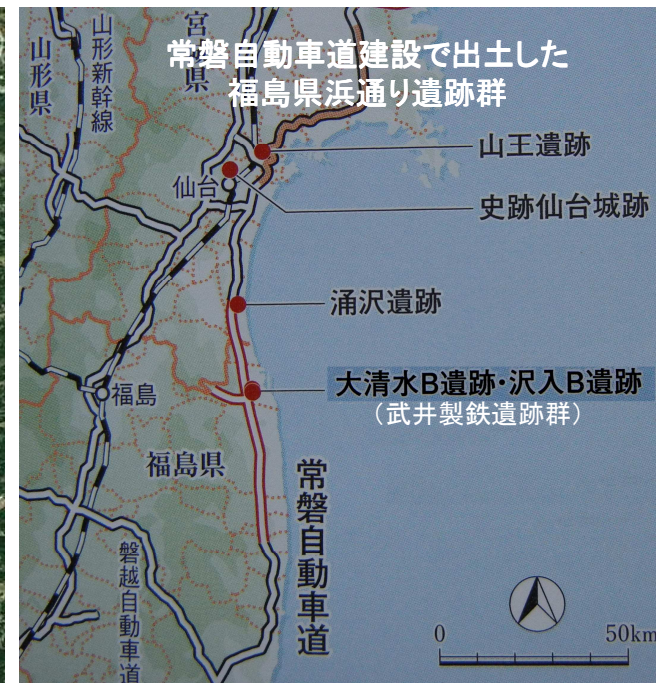 常磐自動車道建設で出土した
福島県浜通り遺跡群
山形県
山形新幹線
宮
県
山王遺跡
仙台
史跡仙台城跡
涌沢遺跡
大清水B遺跡・沢入B遺跡
（武井製鉄遺跡群）
福島
福島県
常磐自動車道
磐越自動車道
0
50km